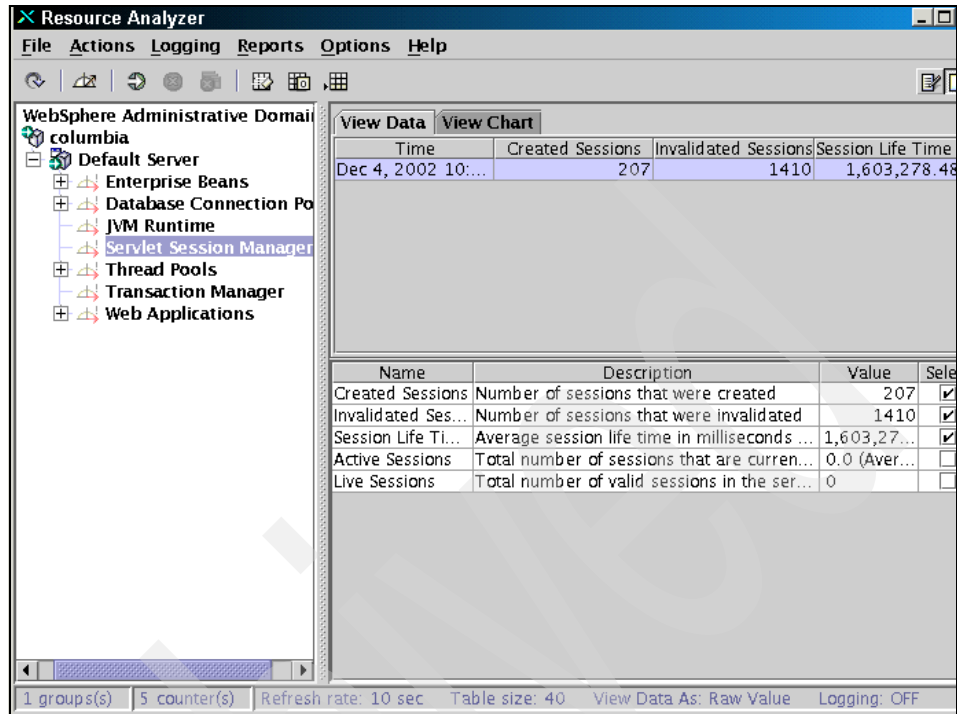 Resource Analyzer
File Actions Logging Reports Options Help
WebSphere Administrative Domai
columbia
Default Server
Enterprise Beans
Database Connection Po
JVM Runtime
Servlet Session Manager
Thread Pools
Transaction Manager
Web Applications
View Data View Chart
Time Created Sessions Invalidated Sessions Session Life Time
Dec 4, 2002 10:... 207 1410 1,603,278.48
Name Description Value Sele
Created Sessions Number of sessions that were created 207
Invalidated Ses... Number of sessions that were invalidated 1410
Session Life Ti... Average session life time in milliseconds ... 1,603,27...
Active Sessions Total number of sessions that are curren... 0.0 (Aver...
Live Sessions Total number of valid sessions in the ser... 0
1 groups(s) 5 counter(s) Refresh rate: 10 sec Table size: 40 View Data As: Raw Value Logging: OFF